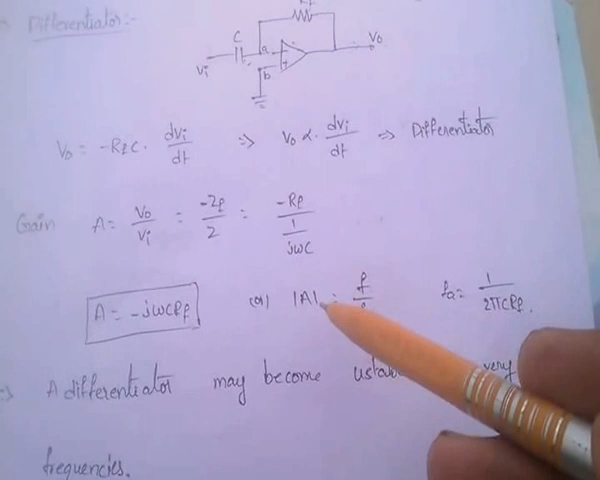 Differentiator:-
Rf
C
a
b
Vi
Vo
Vo = -RfC. dvi/dt => Vo α. dvi/dt => Differentiator
Gain A = Vo/Vi = -Zf/Z = -Rf/(1/jωC)
A = -jωCRf (or) |A| = f/ fa = 1/2πCRf.
=> A differentiator may become very
frequencies.